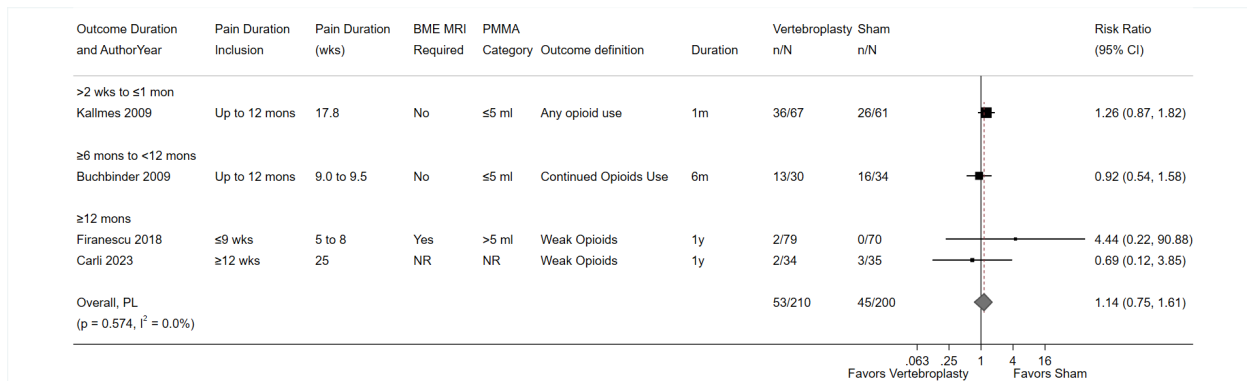 Outcome Duration Pain Duration Pain Duration BME MRI PMMA Vertebroplasty Sham Risk Ratio
and AuthorYear Inclusion (wks) Required Category Outcome definition Duration n/N n/N (95% CI)
>2 wks to ≤1 mon
Kallmes 2009 Up to 12 mons 17.8 No ≤5 ml Any opioid use 1m 36/67 26/61 1.26 (0.87, 1.82)
≥6 mons to <12 mons
Buchbinder 2009 Up to 12 mons 9.0 to 9.5 No ≤5 ml Continued Opioids Use 6m 13/30 16/34 0.92 (0.54, 1.58)
≥12 mons
Firanescu 2018 ≤9 wks 5 to 8 Yes >5 ml Weak Opioids 1y 2/79 0/70 4.44 (0.22, 90.88)
Carli 2023 ≥12 wks 25 NR NR Weak Opioids 1y 2/34 3/35 0.69 (0.12, 3.85)
Overall, PL 53/210 45/200 1.14 (0.75, 1.61)
(p = 0.574, I² = 0.0%)
.063 .25 1 4 16
Favors Vertebroplasty Favors Sham